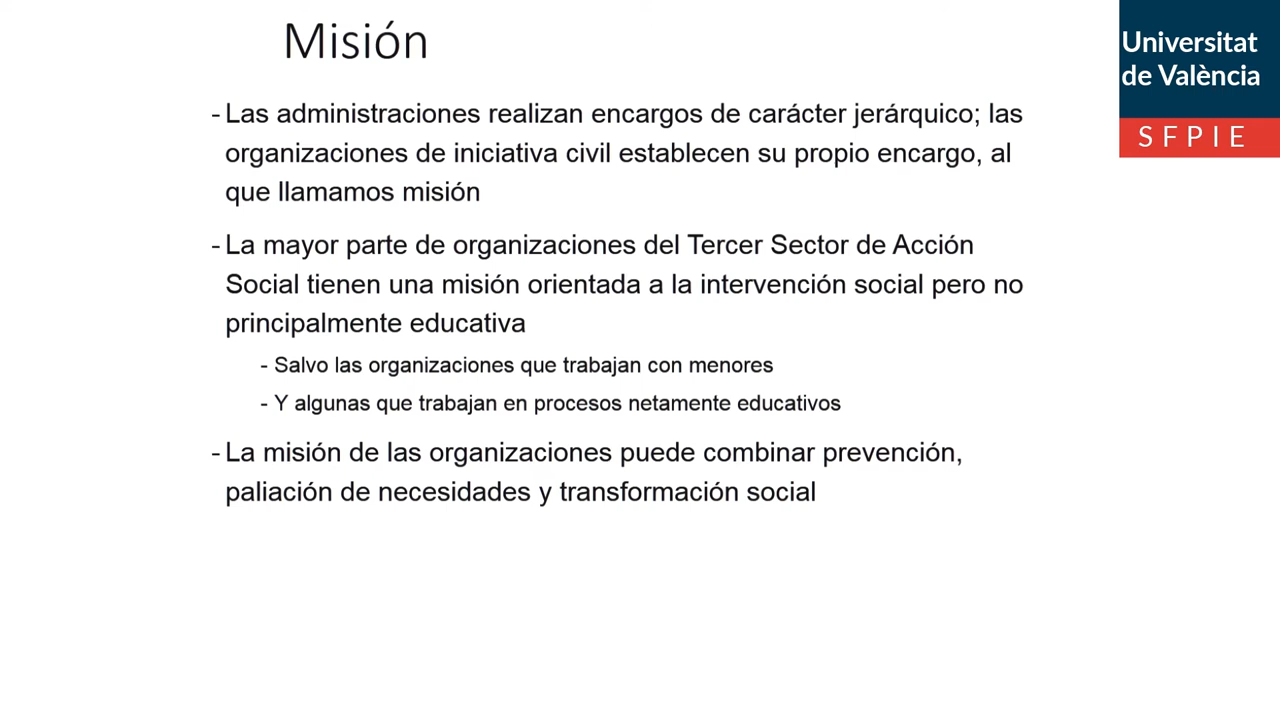 Misión
Universitat
de València
SFPIE
- Las administraciones realizan encargos de carácter jerárquico; las
organizaciones de iniciativa civil establecen su propio encargo, al
que llamamos misión
- La mayor parte de organizaciones del Tercer Sector de Acción
Social tienen una misión orientada a la intervención social pero no
principalmente educativa
- Salvo las organizaciones que trabajan con menores
- Y algunas que trabajan en procesos netamente educativos
- La misión de las organizaciones puede combinar prevención,
paliación de necesidades y transformación social